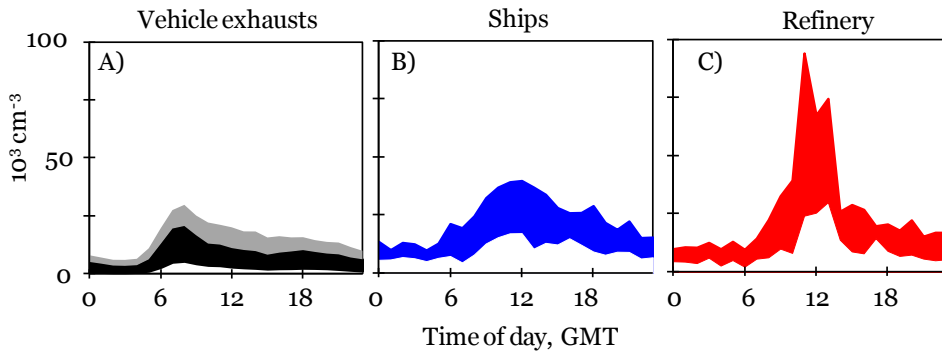 Vehicle exhausts Ships Refinery
100 A) B) C)
10³ cm⁻³
50
0
0 6 12 18 0 6 12 18 0 6 12 18
Time of day, GMT